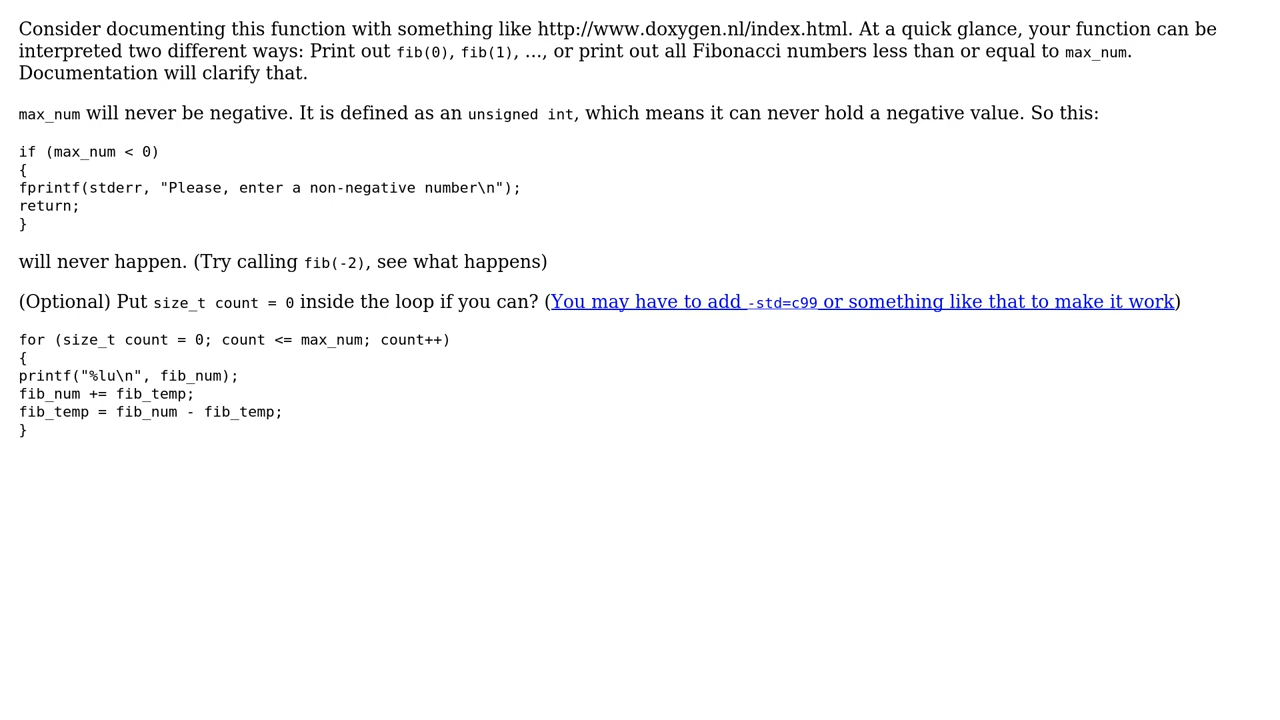 Consider documenting this function with something like http://www.doxygen.nl/index.html. At a quick glance, your function can be
interpreted two different ways: Print out fib(0), fib(1), ..., or print out all Fibonacci numbers less than or equal to max_num.
Documentation will clarify that.
max_num will never be negative. It is defined as an unsigned int, which means it can never hold a negative value. So this:
if (max_num < 0)
{
fprintf(stderr, "Please, enter a non-negative number\n");
return;
}
will never happen. (Try calling fib(-2), see what happens)
(Optional) Put size_t count = 0 inside the loop if you can? (You may have to add -std=c99 or something like that to make it work)
for (size_t count = 0; count <= max_num; count++)
{
printf("%lu\n", fib_num);
fib_num += fib_temp;
fib_temp = fib_num - fib_temp;
}